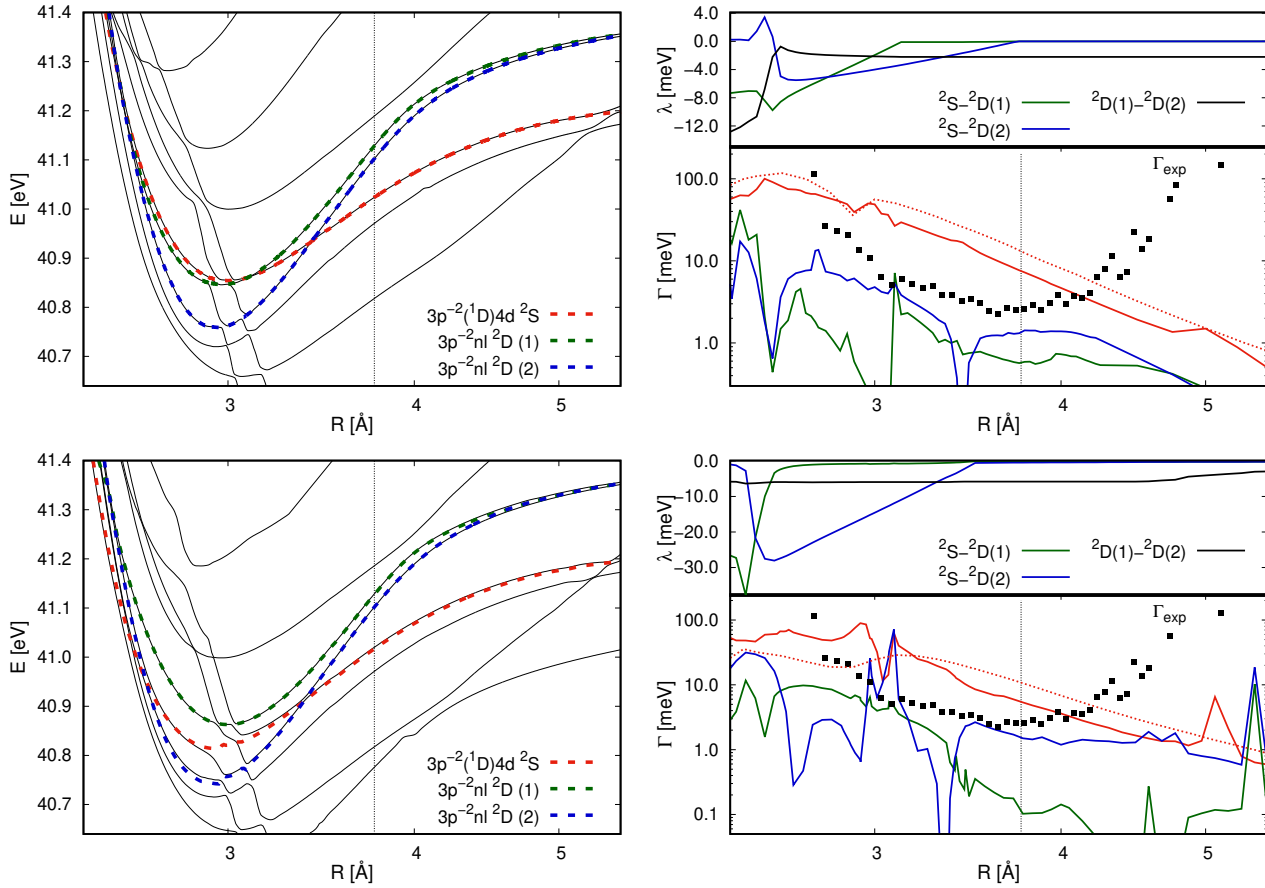 41.4
41.3
41.2
41.1
41.0
40.9
40.8
40.7
E [eV]
3p⁻²(¹D)4d ²S
3p⁻²nl ²D (1)
3p⁻²nl ²D (2)
3 4 5
R [Å]
4.0
0.0
−4.0
−8.0
−12.0
λ [meV]
²S−²D(1) ²D(1)−²D(2)
²S−²D(2)
100.0
10.0
1.0
Γ [meV]
Γexp
3 4 5
R [Å]
41.4
41.3
41.2
41.1
41.0
40.9
40.8
40.7
E [eV]
3p⁻²(¹D)4d ²S
3p⁻²nl ²D (1)
3p⁻²nl ²D (2)
3 4 5
R [Å]
0.0
−10.0
−20.0
−30.0
λ [meV]
²S−²D(1) ²D(1)−²D(2)
²S−²D(2)
100.0
10.0
1.0
0.1
Γ [meV]
Γexp
3 4 5
R [Å]